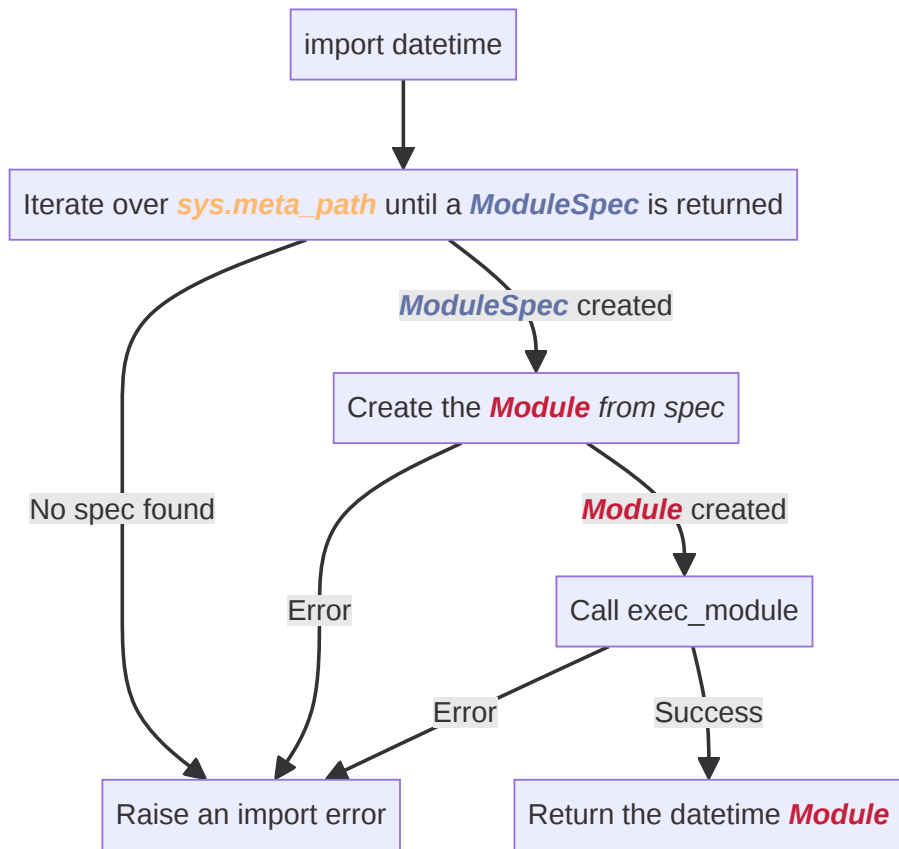 import datetime
Iterate over sys.meta_path until a ModuleSpec is returned
ModuleSpec created
Create the Module from spec
No spec found
Module created
Error
Call exec_module
Error
Success
Raise an import error
Return the datetime Module